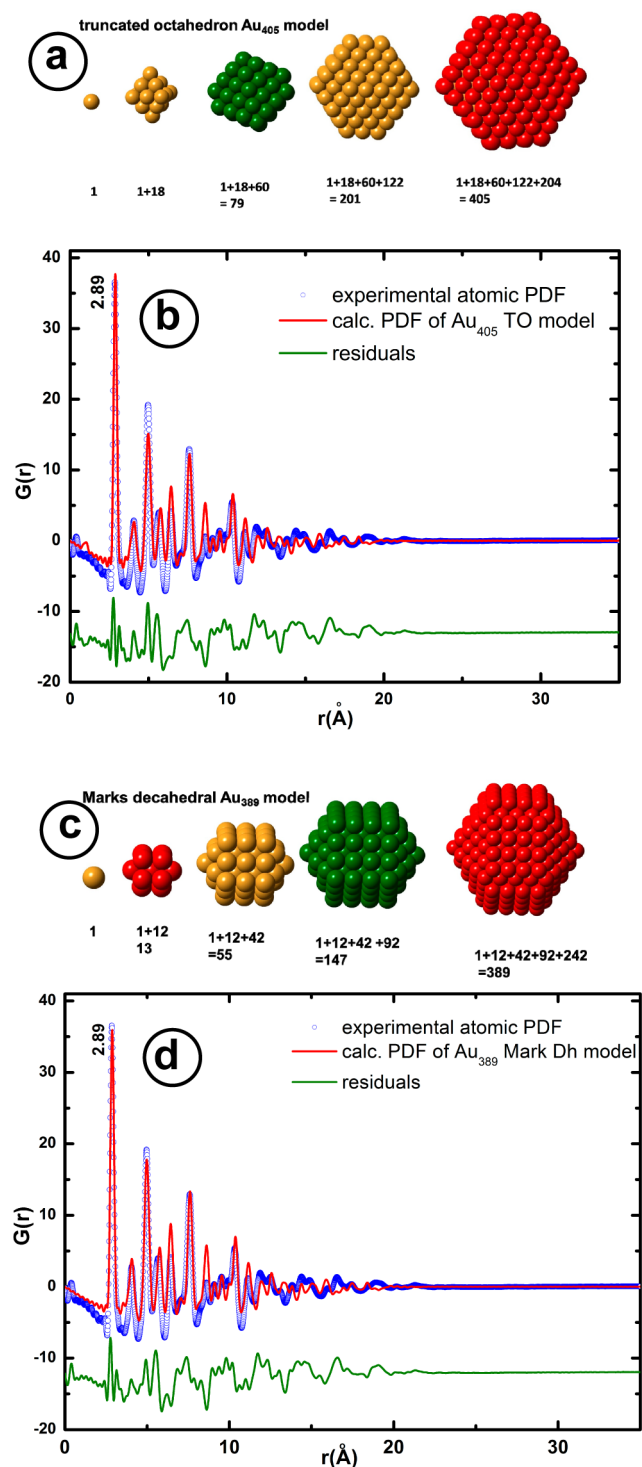 truncated octahedron Au405 model
a
1
1+18
1+18+60
= 79
1+18+60+122
= 201
1+18+60+122+204
= 405
b
2.89
experimental atomic PDF
calc. PDF of Au405 TO model
residuals
G(r)
40
30
20
10
0
-10
-20
0
10
20
30
r(Å)
Marks decahedral Au389 model
c
1
1+12
13
1+12+42
=55
1+12+42 +92
=147
1+12+42+92+242
=389
d
2.89
experimental atomic PDF
calc. PDF of Au389 Mark Dh model
residuals
G(r)
40
30
20
10
0
-10
-20
0
10
20
30
r(Å)